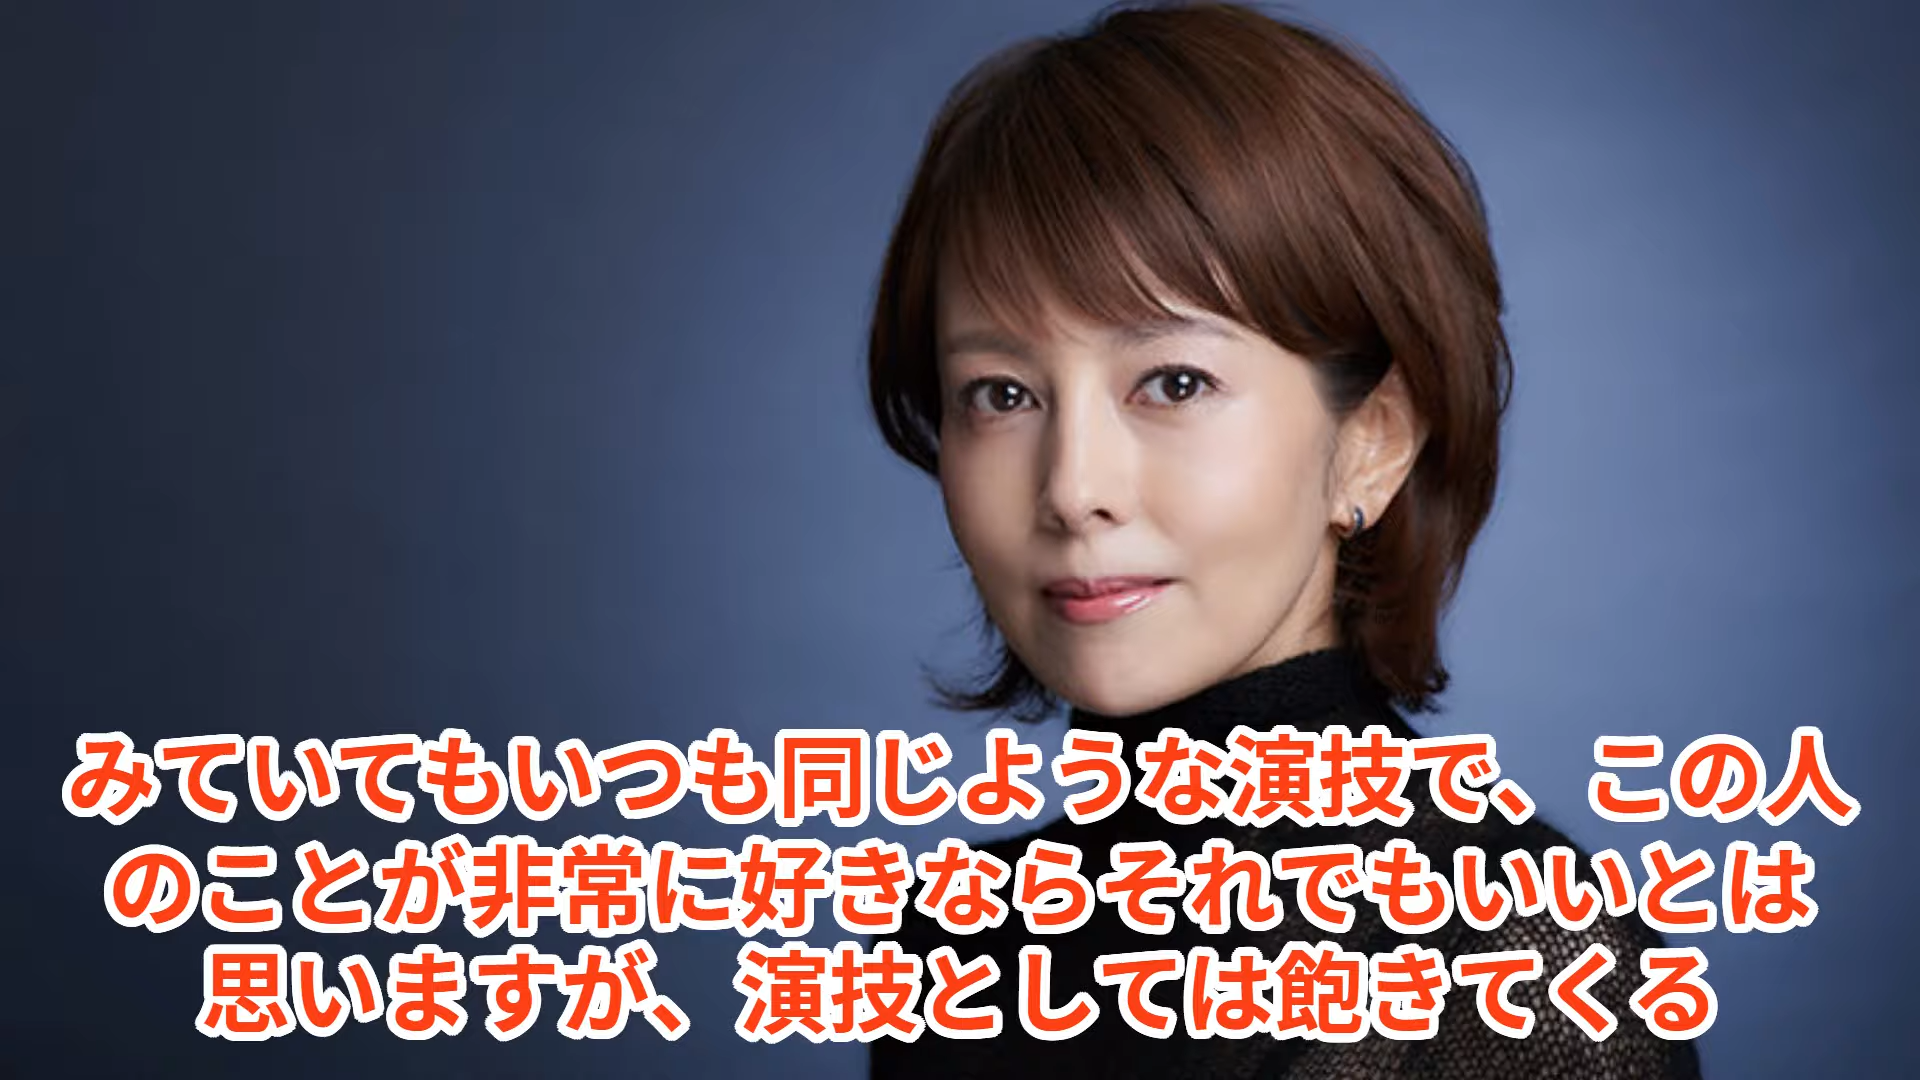 みていてもいつも同じような演技で、この人
のことが非常に好きならそれでもいいとは
思いますが、演技としては飽きてくる